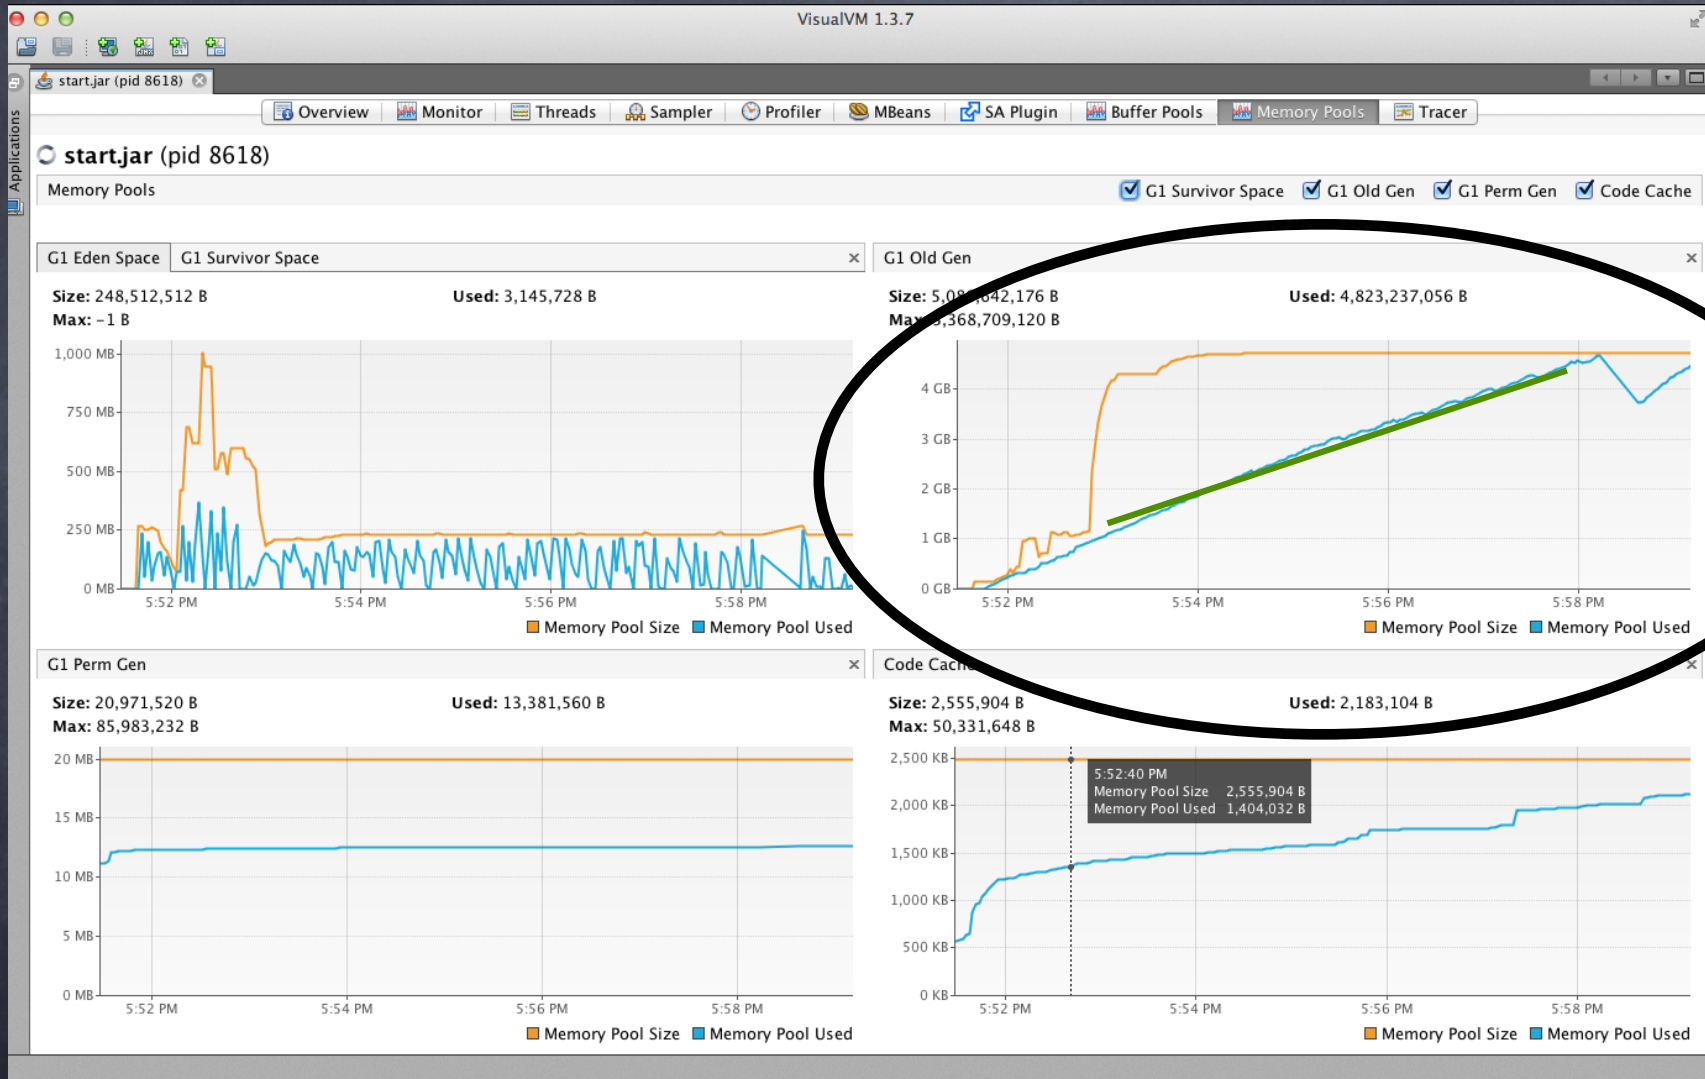 VisualVM 1.3.7
start.jar (pid 8618)
Applications
Overview Monitor Threads Sampler Profiler MBeans SA Plugin Buffer Pools Memory Pools Tracer
start.jar (pid 8618)
Memory Pools
G1 Survivor Space G1 Old Gen G1 Perm Gen Code Cache
G1 Eden Space G1 Survivor Space
Size: 248,512,512 B Used: 3,145,728 B
Max: -1 B
1,000 MB
750 MB
500 MB
250 MB
0 MB
5:52 PM 5:54 PM 5:56 PM 5:58 PM
Memory Pool Size Memory Pool Used
G1 Old Gen
Size: Used: 4,823,237,056 B
Max:
4 GB
3 GB
2 GB
1 GB
0 GB
5:52 PM 5:54 PM 5:56 PM 5:58 PM
Memory Pool Size Memory Pool Used
G1 Perm Gen
Size: 20,971,520 B Used: 13,381,560 B
Max: 85,983,232 B
20 MB
15 MB
10 MB
5 MB
0 MB
5:52 PM 5:54 PM 5:56 PM 5:58 PM
Memory Pool Size Memory Pool Used
Code Cache
Size: 2,555,904 B Used: 2,183,104 B
Max: 50,331,648 B
2,500 KB
2,000 KB
1,500 KB
1,000 KB
500 KB
0 KB
5:52:40 PM
Memory Pool Size 2,555,904 B
Memory Pool Used 1,404,032 B
5:52 PM 5:54 PM 5:56 PM 5:58 PM
Memory Pool Size Memory Pool Used